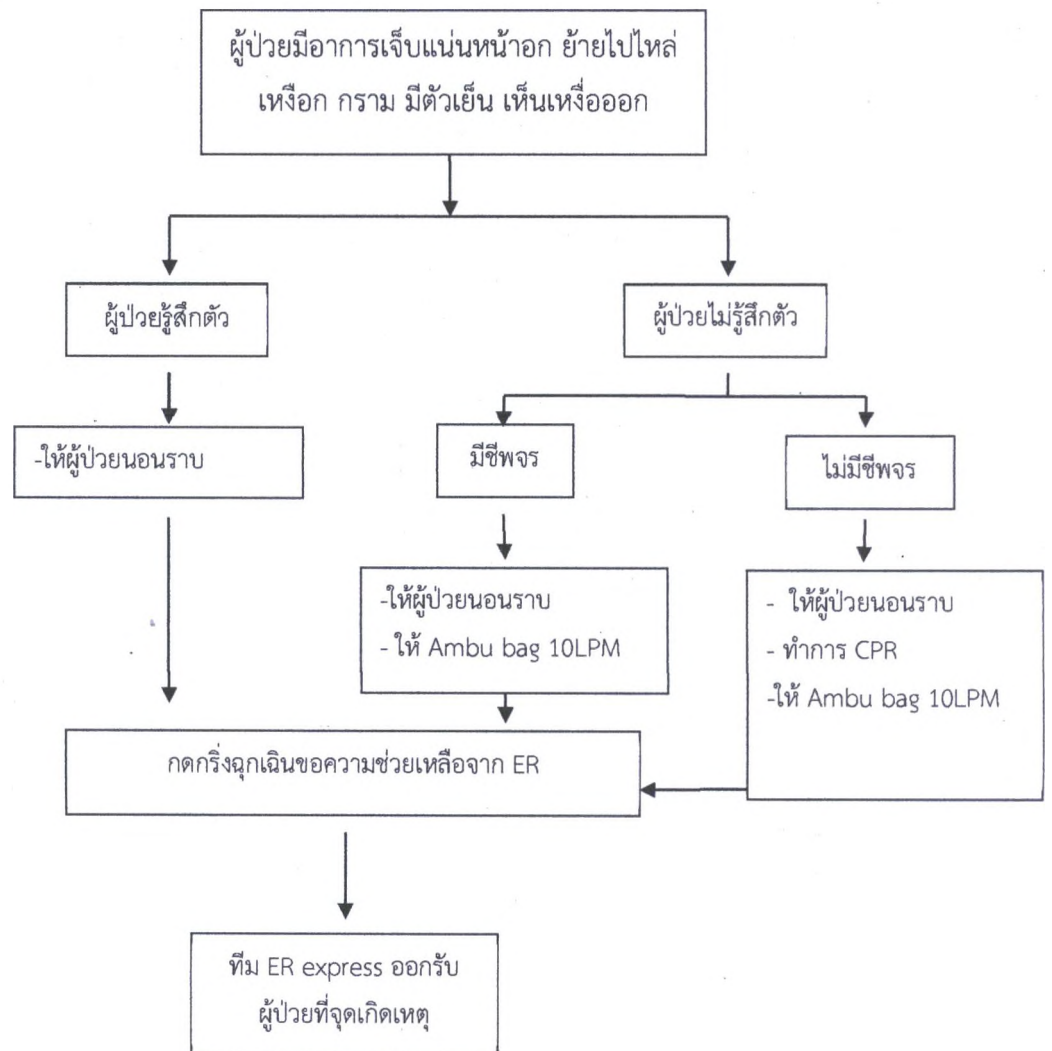 ผู้ป่วยมีอาการเจ็บแน่นหน้าอก ย้ายไปไหล่
เหงือก กราม มีตัวเย็น เห็นเหงื่อออก
ผู้ป่วยรู้สึกตัว
ผู้ป่วยไม่รู้สึกตัว
-ให้ผู้ป่วยนอนราบ
มีชีพจร
ไม่มีชีพจร
-ให้ผู้ป่วยนอนราบ
- ให้ Ambu bag 10LPM
- ให้ผู้ป่วยนอนราบ
- ทำการ CPR
-ให้ Ambu bag 10LPM
กดกริ่งฉุกเฉินขอความช่วยเหลือจาก ER
ทีม ER express ออกรับ
ผู้ป่วยที่จุดเกิดเหตุ